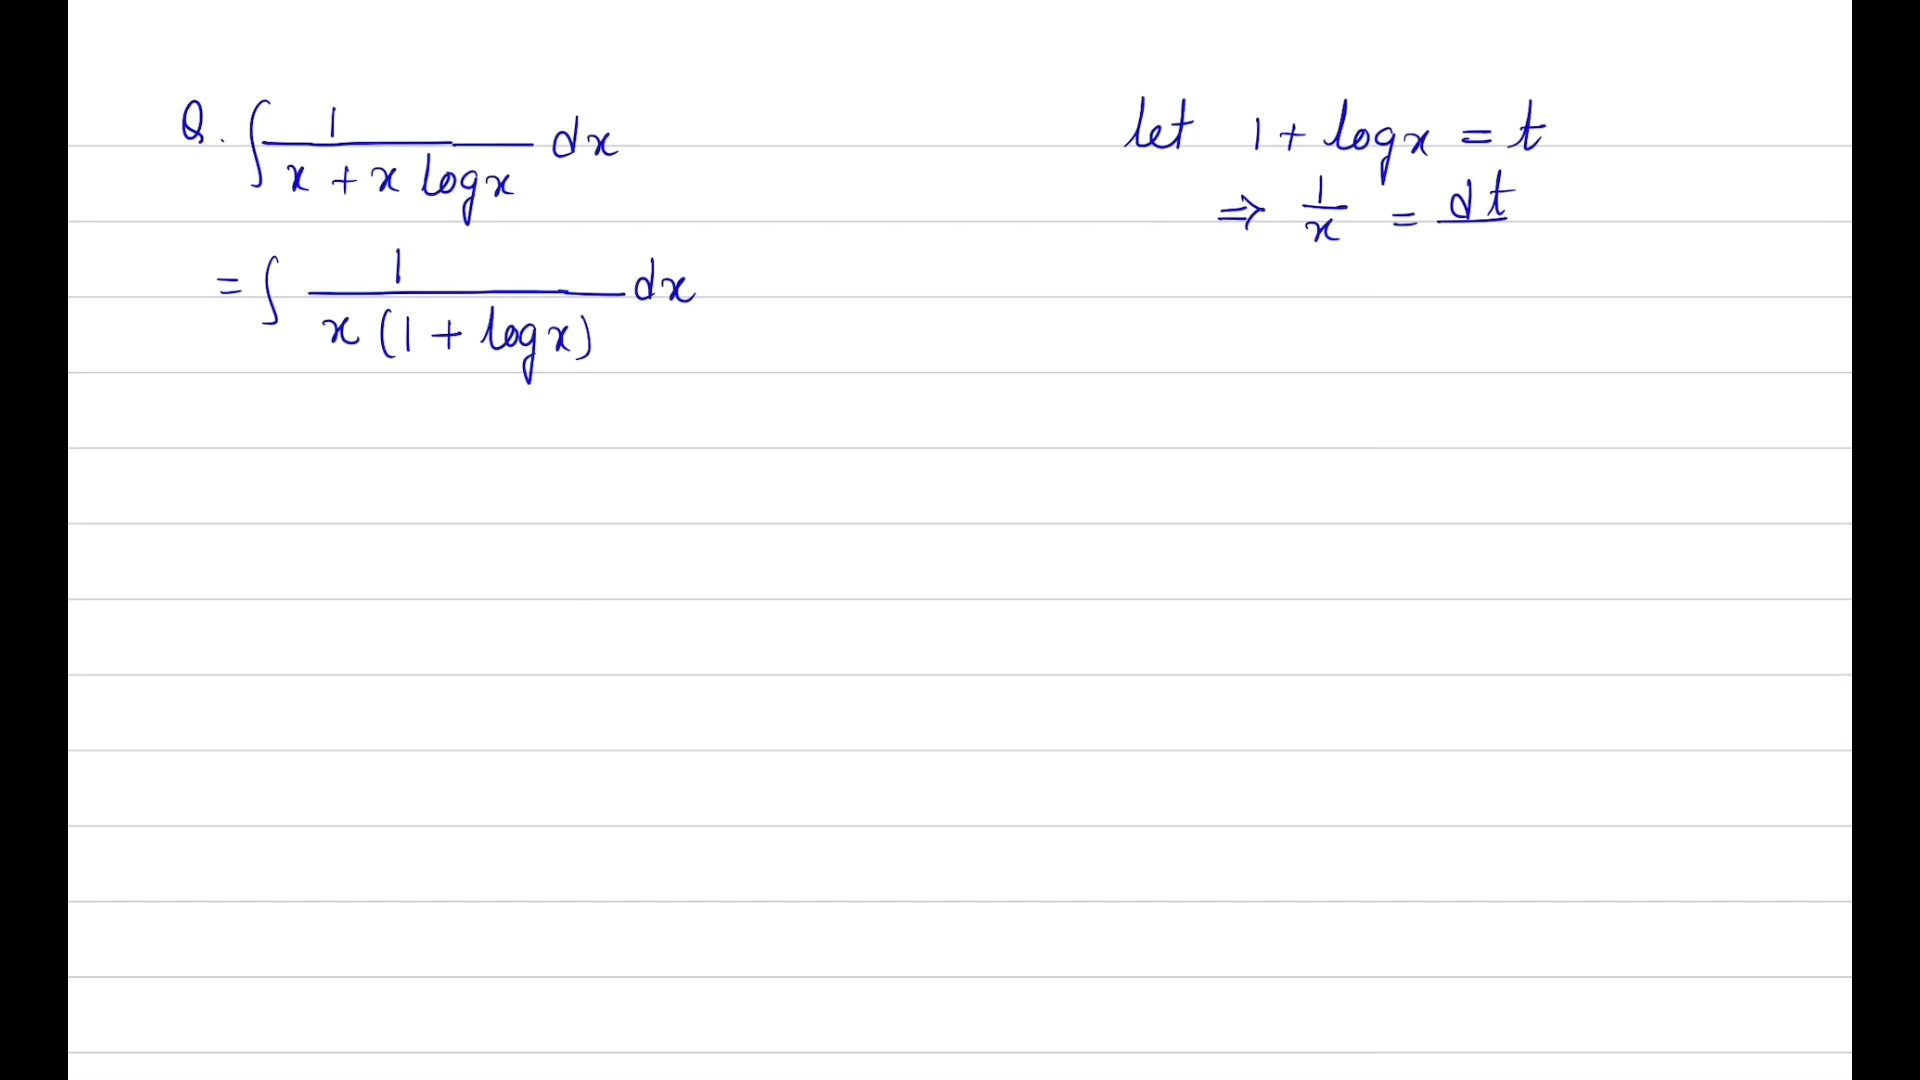 Q. ∫ 1/(x + x log x) dx
= ∫ 1/(x (1 + log x)) dx
let 1 + log x = t
⇒ 1/x = dt/